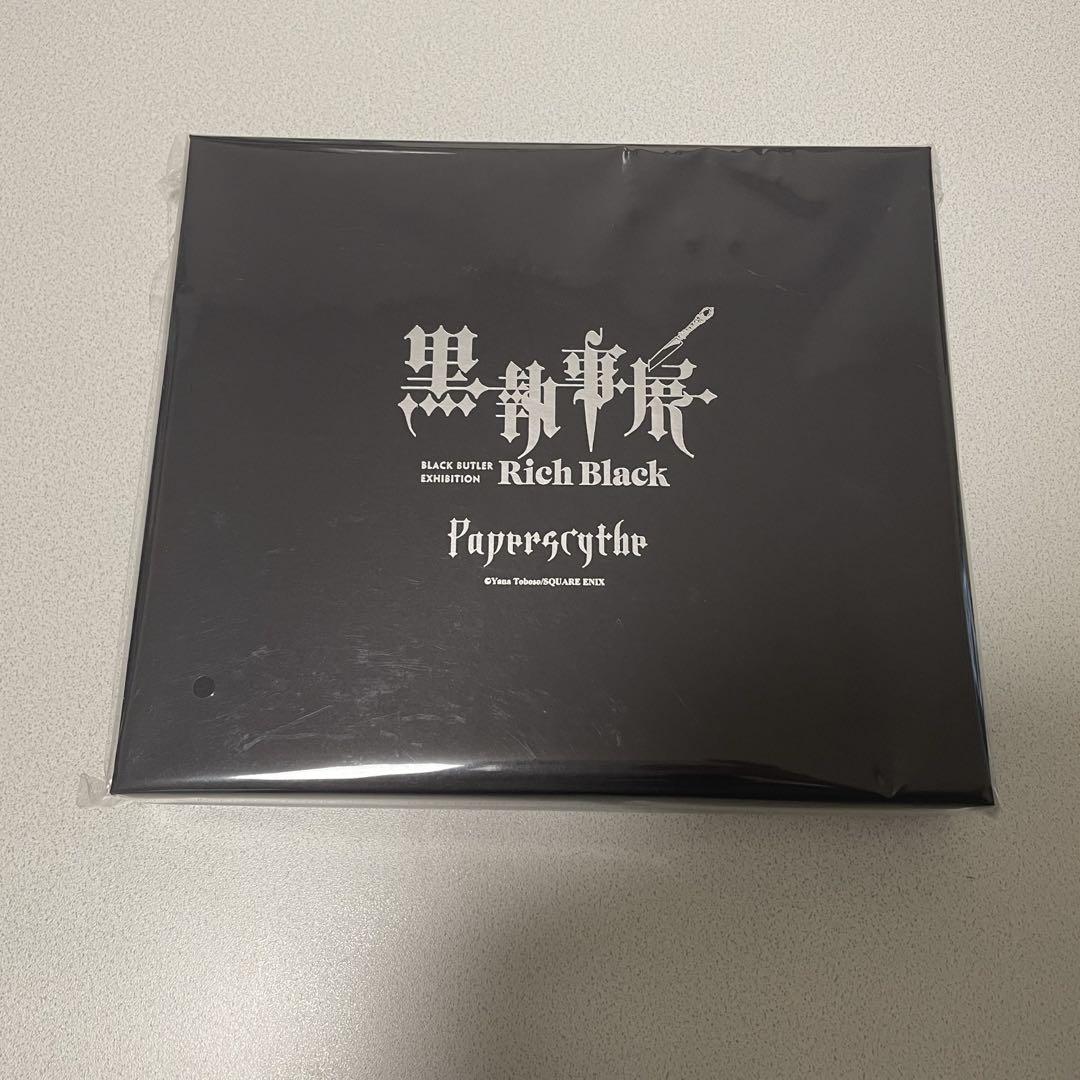 黒執事展
BLACK BUTLER
EXHIBITION
Rich Black
Paperscythe
©Yana Toboso/SQUARE ENIX